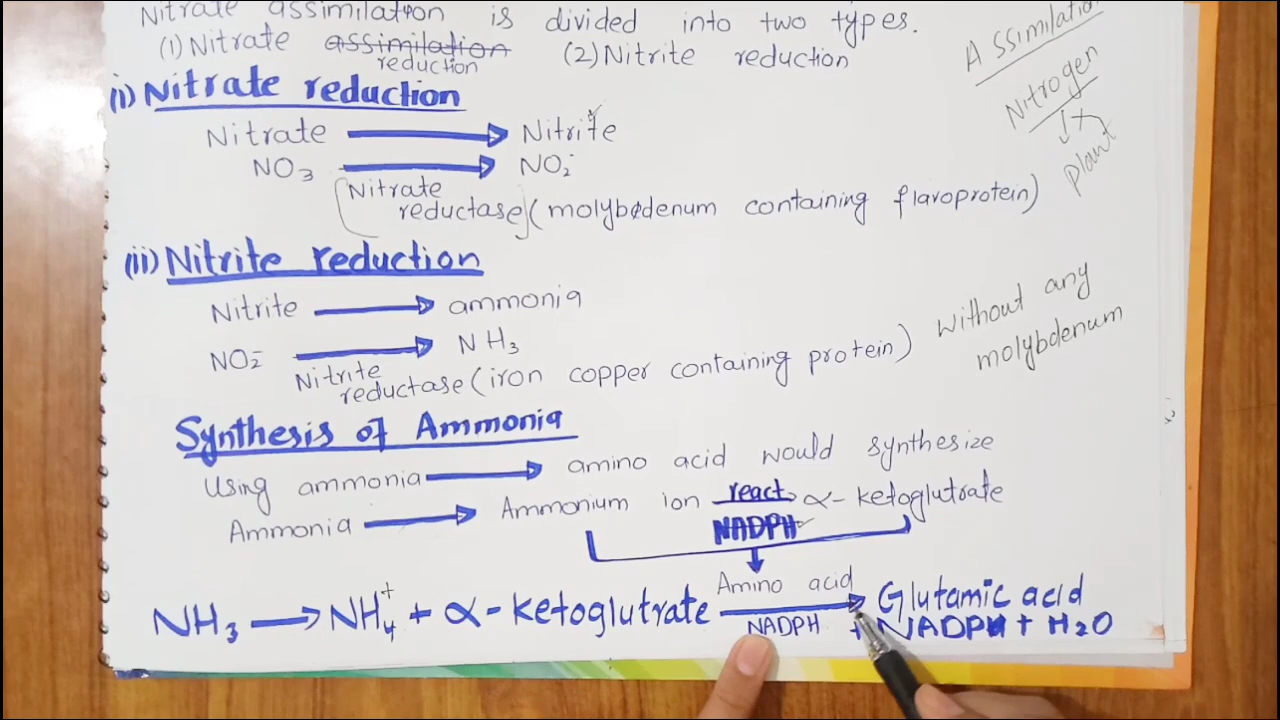 Nitrate assimilation is divided into two types.
(1) Nitrate assimilation (2) Nitrite reduction
reduction
(i) Nitrate reduction
Nitrate → Nitrite
NO3 → NO2-
Nitrate
reductase (molybdenum containing flavoprotein)
(ii) Nitrite reduction
Nitrite → ammonia
NO2- → NH3
Nitrite
reductase (iron copper containing protein)
without any
molybdenum
Synthesis of Ammonia
Using ammonia → amino acid would synthesize
Ammonia → Ammonium ion react α-ketoglutrate
NADPH
Amino acid
NH3 → NH4+ + α-ketoglutrate → Glutamic acid
NADPH + NADP + H2O
Assimilation
Nitrogen
plant